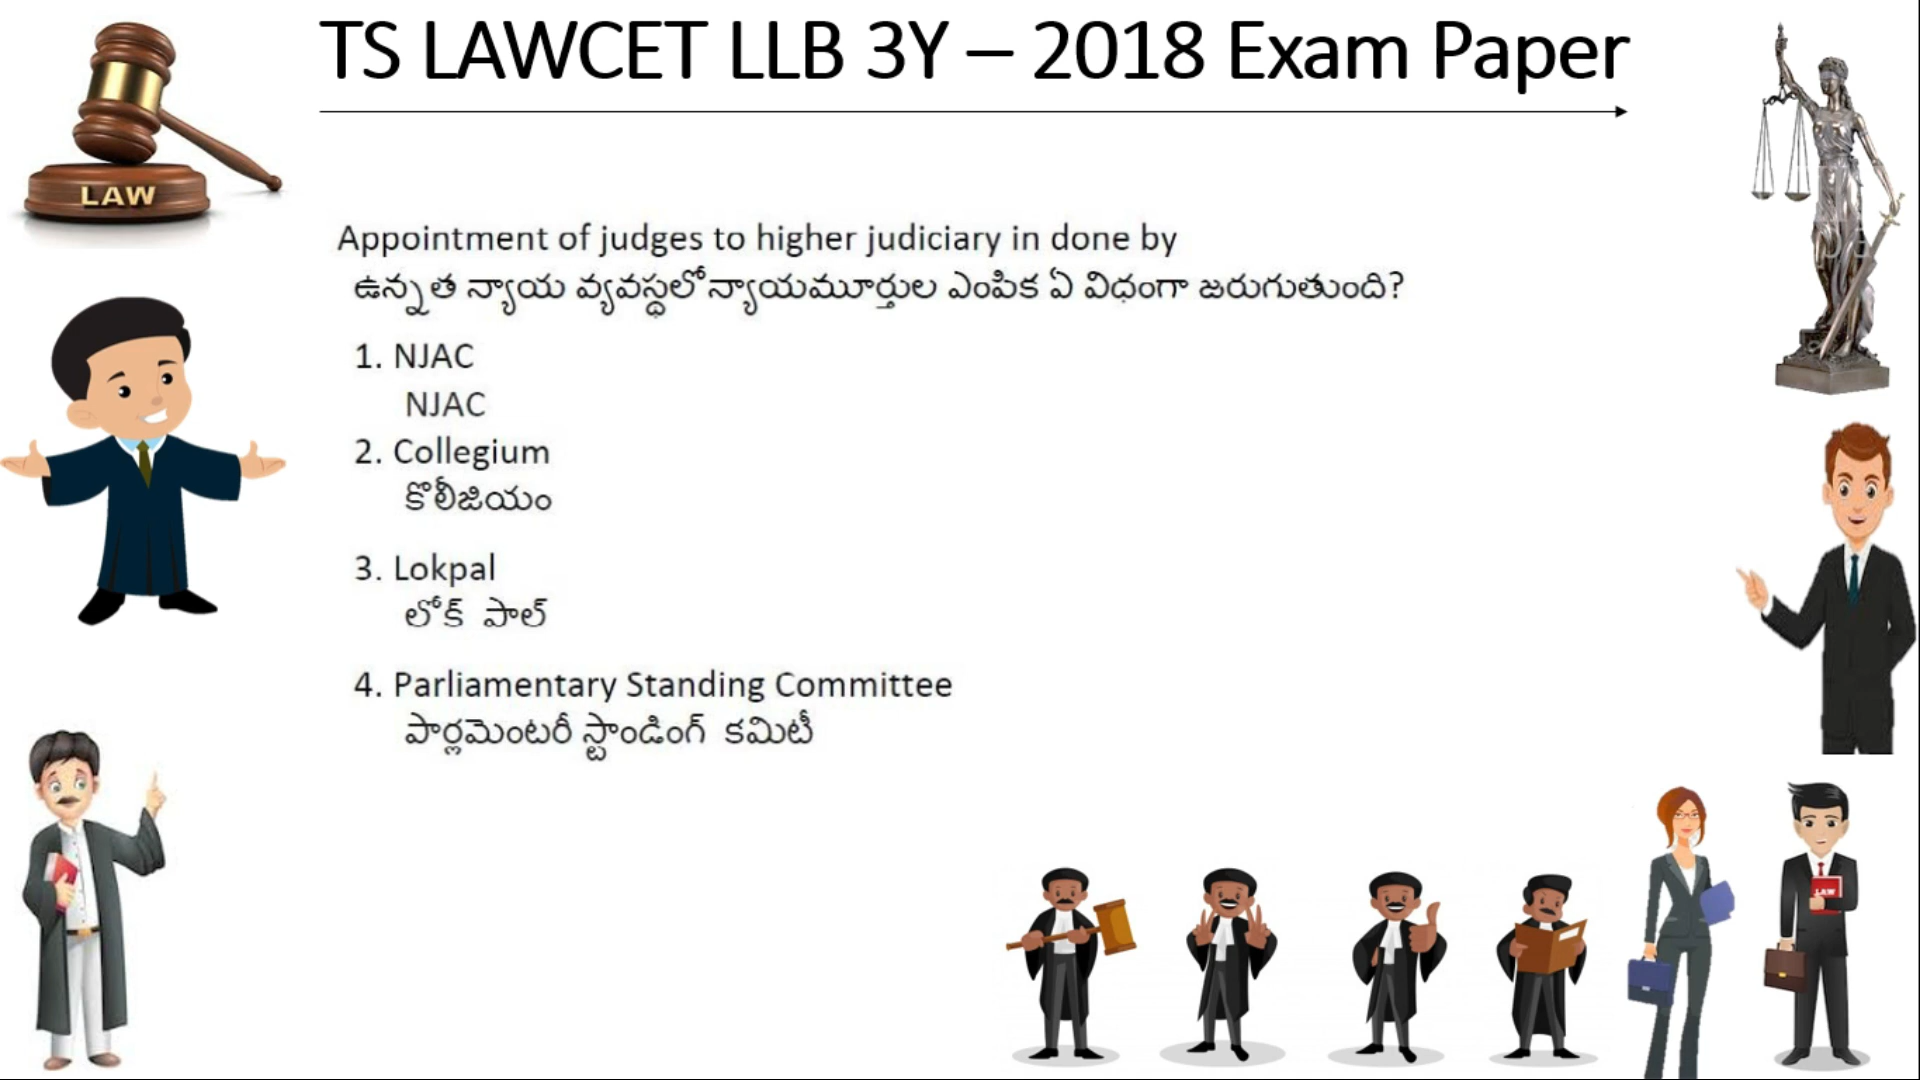 TS LAWCET LLB 3Y – 2018 Exam Paper
LAW
Appointment of judges to higher judiciary in done by
ఉన్నత న్యాయ వ్యవస్థలో న్యాయమూర్తుల ఎంపిక ఏ విధంగా జరుగుతుంది?
1. NJAC
NJAC
2. Collegium
కొలీజియం
3. Lokpal
లోక్ పాల్
4. Parliamentary Standing Committee
పార్లమెంటరీ స్టాండింగ్ కమిటీ
LAW